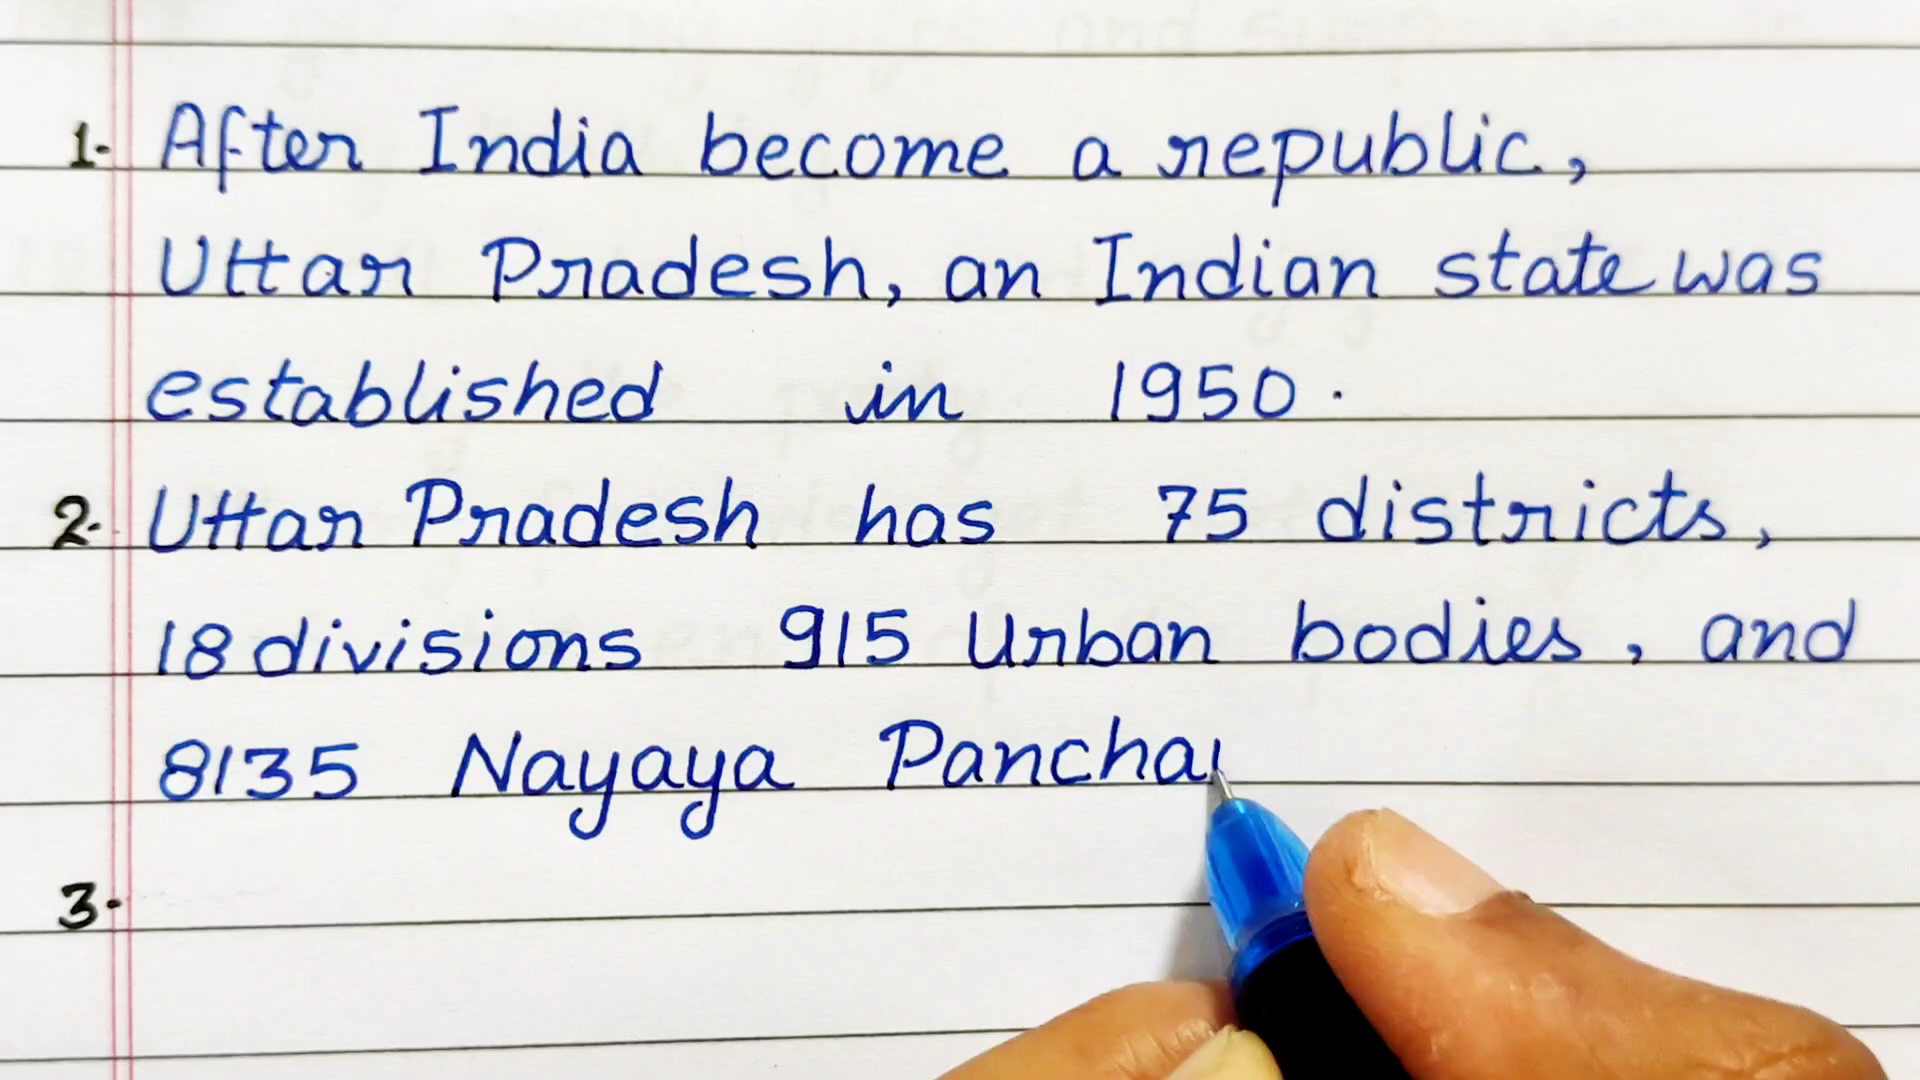 1. After India become a republic,
Uttar Pradesh, an Indian state was
established in 1950.
2. Uttar Pradesh has 75 districts,
18 divisions 915 Urban bodies, and
8135 Nayaya Pancha
3.